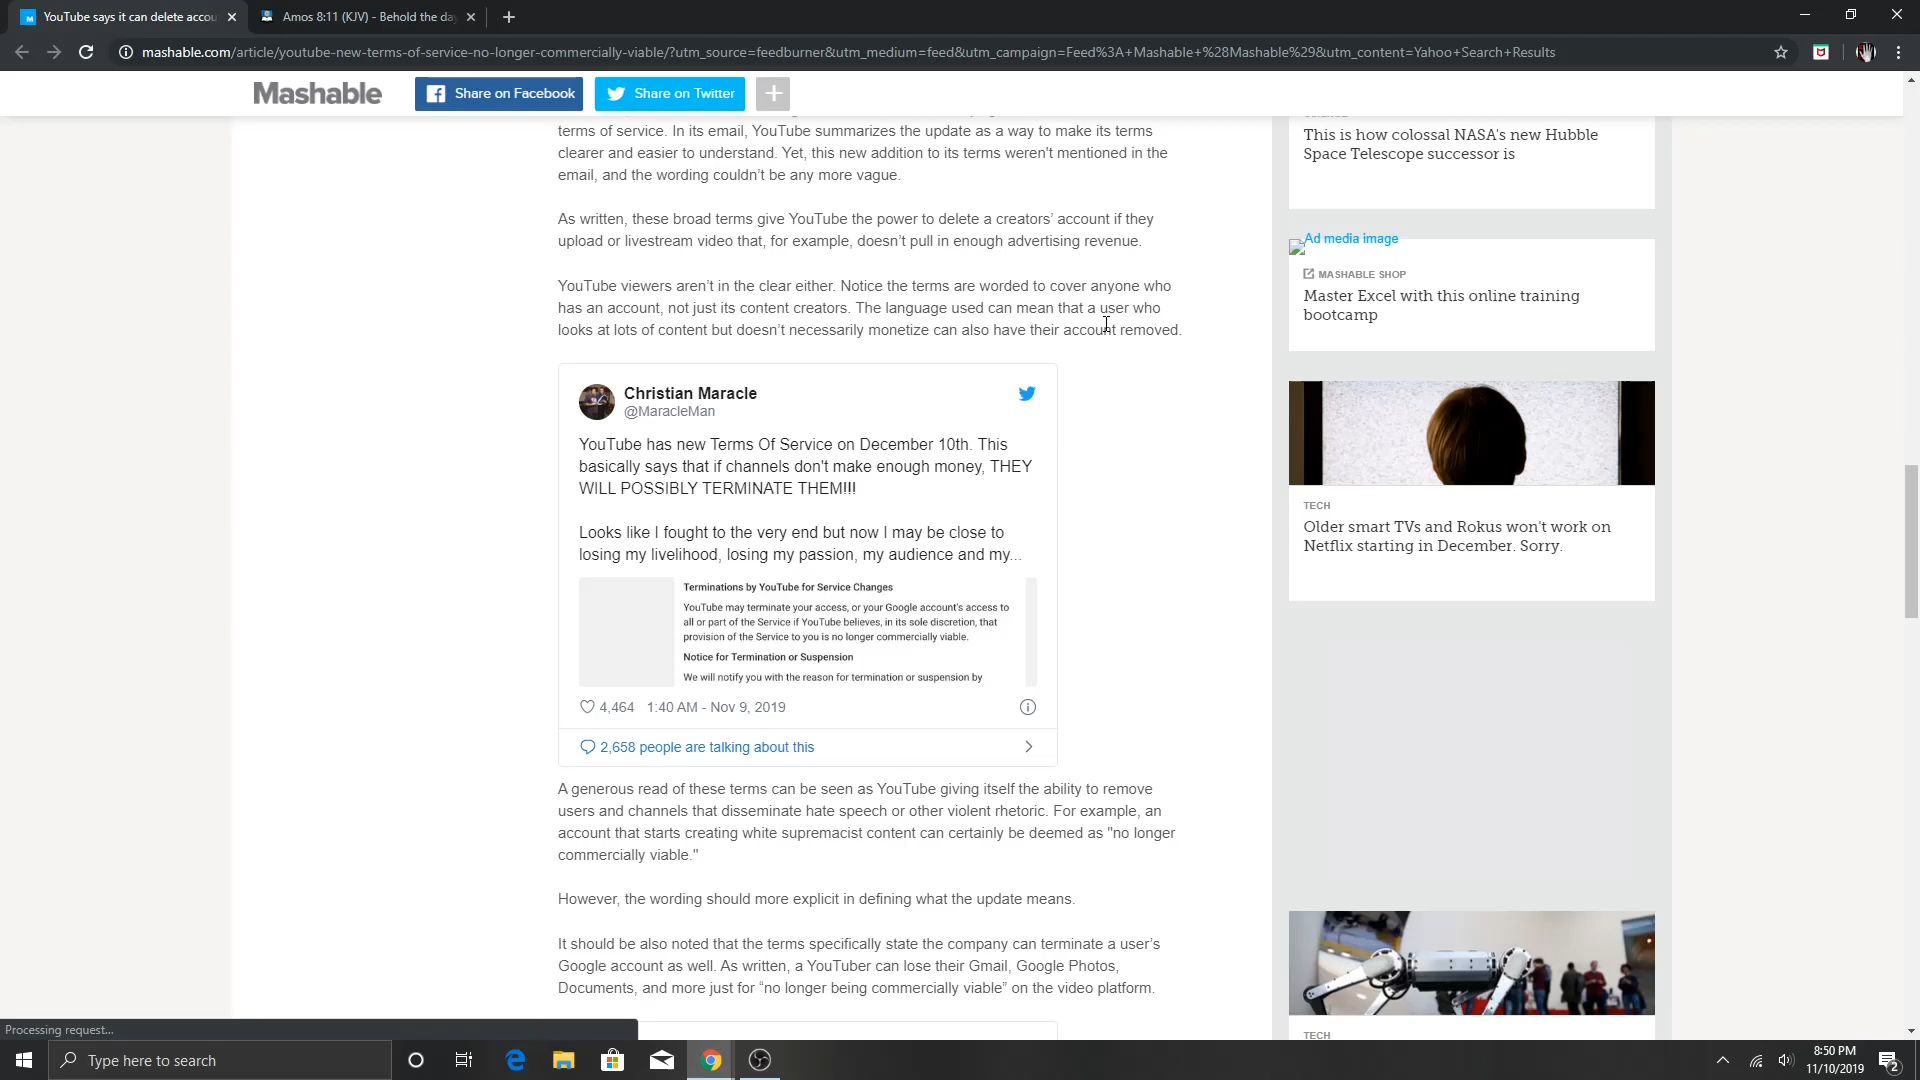 YouTube says it can delete accou
Amos 8:11 (KJV) - Behold the day
mashable.com/article/youtube-new-terms-of-service-no-longer-commercially-viable/?utm_source=feedburner&utm_medium=feed&utm_campaign=Feed%3A+Mashable+%28Mashable%29&utm_content=Yahoo+Search+Results
Mashable
Share on Facebook
Share on Twitter
terms of service. In its email, YouTube summarizes the update as a way to make its terms
clearer and easier to understand. Yet, this new addition to its terms weren't mentioned in the
email, and the wording couldn’t be any more vague.
As written, these broad terms give YouTube the power to delete a creators’ account if they
upload or livestream video that, for example, doesn’t pull in enough advertising revenue.
YouTube viewers aren’t in the clear either. Notice the terms are worded to cover anyone who
has an account, not just its content creators. The language used can mean that a user who
looks at lots of content but doesn’t necessarily monetize can also have their account removed.
Christian Maracle
@MaracleMan
YouTube has new Terms Of Service on December 10th. This
basically says that if channels don't make enough money, THEY
WILL POSSIBLY TERMINATE THEM!!!
Looks like I fought to the very end but now I may be close to
losing my livelihood, losing my passion, my audience and my...
Terminations by YouTube for Service Changes
YouTube may terminate your access, or your Google account's access to
all or part of the Service if YouTube believes, in its sole discretion, that
provision of the Service to you is no longer commercially viable.
Notice for Termination or Suspension
We will notify you with the reason for termination or suspension by
4,464 1:40 AM - Nov 9, 2019
2,658 people are talking about this
A generous read of these terms can be seen as YouTube giving itself the ability to remove
users and channels that disseminate hate speech or other violent rhetoric. For example, an
account that starts creating white supremacist content can certainly be deemed as "no longer
commercially viable."
However, the wording should more explicit in defining what the update means.
It should be also noted that the terms specifically state the company can terminate a user’s
Google account as well. As written, a YouTuber can lose their Gmail, Google Photos,
Documents, and more just for “no longer being commercially viable” on the video platform.
This is how colossal NASA's new Hubble
Space Telescope successor is
Ad media image
MASHABLE SHOP
Master Excel with this online training
bootcamp
TECH
Older smart TVs and Rokus won't work on
Netflix starting in December. Sorry.
TECH
Processing request...
Type here to search
8:50 PM
11/10/2019
2